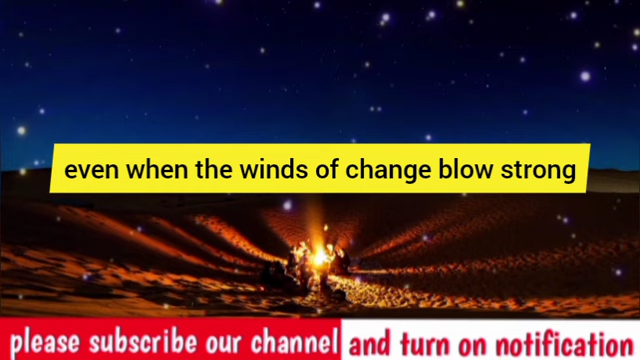 even when the winds of change blow strong
please subscribe our channel and turn on notification